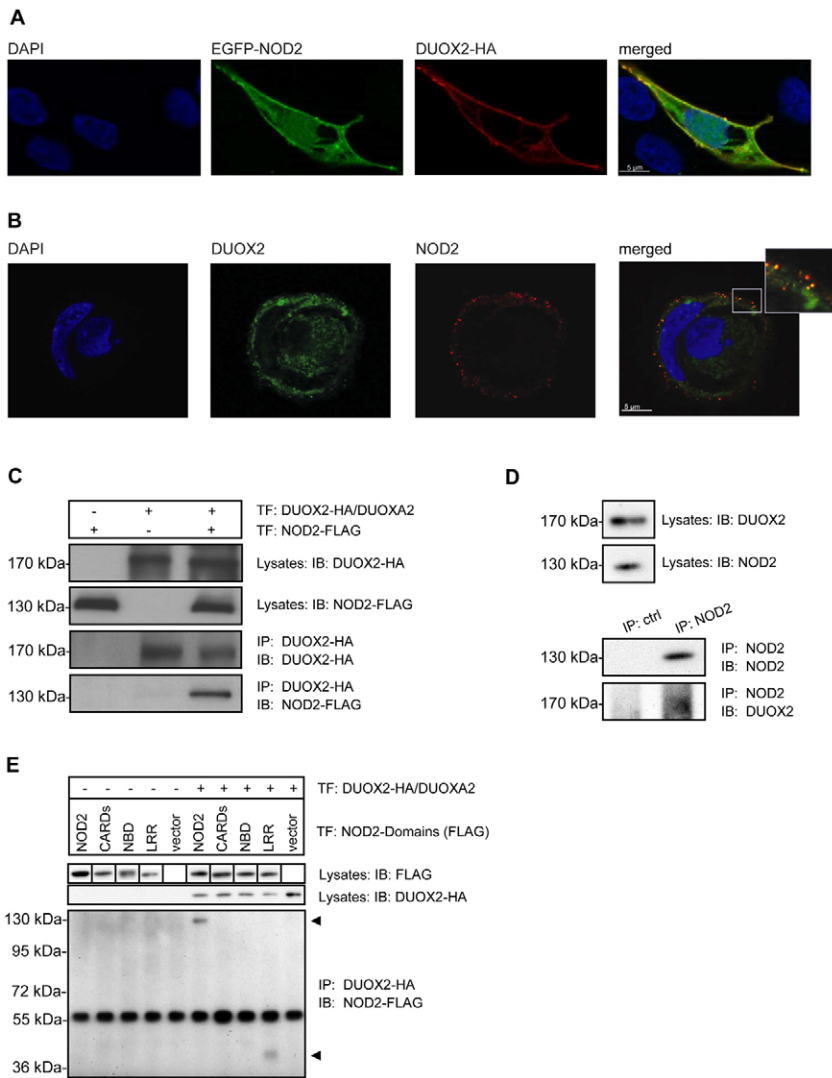 A
DAPI EGFP-NOD2 DUOX2-HA merged
5 µm
B
DAPI DUOX2 NOD2 merged
5 µm
C
- + + TF: DUOX2-HA/DUOXA2
+ - + TF: NOD2-FLAG
170 kDa- Lysates: IB: DUOX2-HA
130 kDa- Lysates: IB: NOD2-FLAG
170 kDa- IP: DUOX2-HA
IB: DUOX2-HA
130 kDa- IP: DUOX2-HA
IB: NOD2-FLAG
D
170 kDa- Lysates: IB: DUOX2
130 kDa- Lysates: IB: NOD2
IP: ctrl IP: NOD2
130 kDa- IP: NOD2
IB: NOD2
170 kDa- IP: NOD2
IB: DUOX2
E
- - - - - + + + + + TF: DUOX2-HA/DUOXA2
NOD2 CARDs NBD LRR vector NOD2 CARDs NBD LRR vector TF: NOD2-Domains (FLAG)
Lysates: IB: FLAG
Lysates: IB: DUOX2-HA
130 kDa-
95 kDa-
72 kDa-
55 kDa-
36 kDa-
IP: DUOX2-HA
IB: NOD2-FLAG